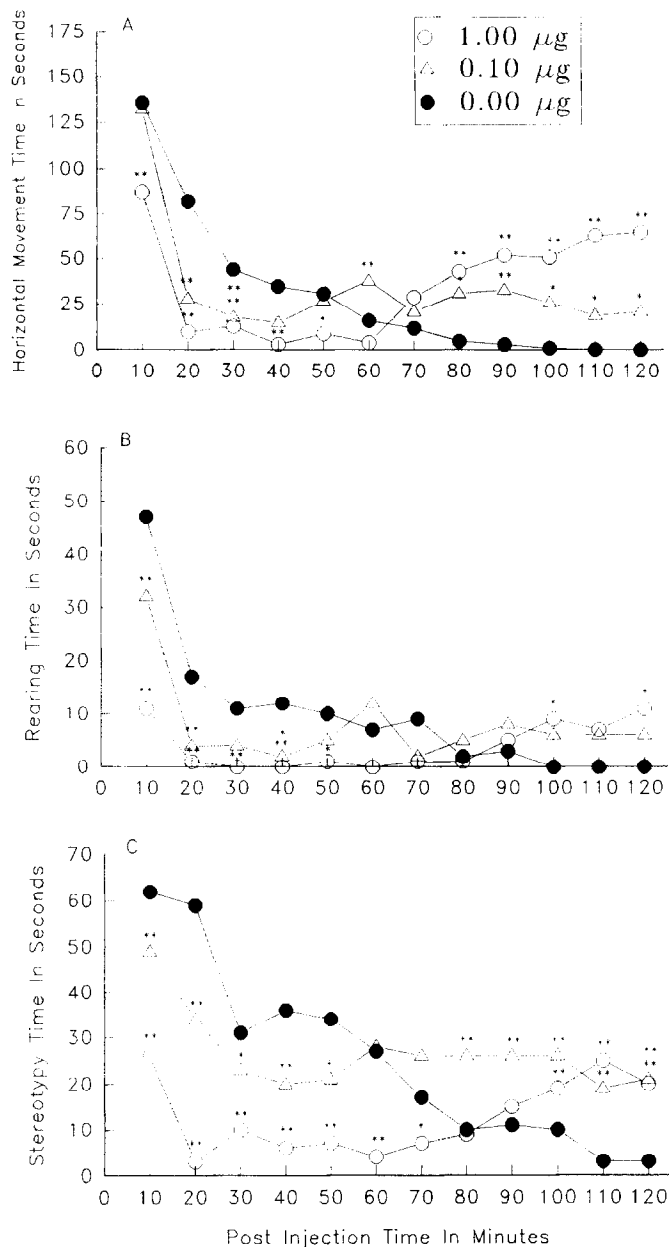 A
1.00 μg
0.10 μg
0.00 μg
Horizontal Movement Time n Seconds
175
150
125
100
75
50
25
0
0 10 20 30 40 50 60 70 80 90 100 110 120
B
Rearing Time in Seconds
60
50
40
30
20
10
0
0 10 20 30 40 50 60 70 80 90 100 110 120
C
Stereotypy Time In Seconds
70
60
50
40
30
20
10
0
0 10 20 30 40 50 60 70 80 90 100 110 120
Post Injection Time In Minutes